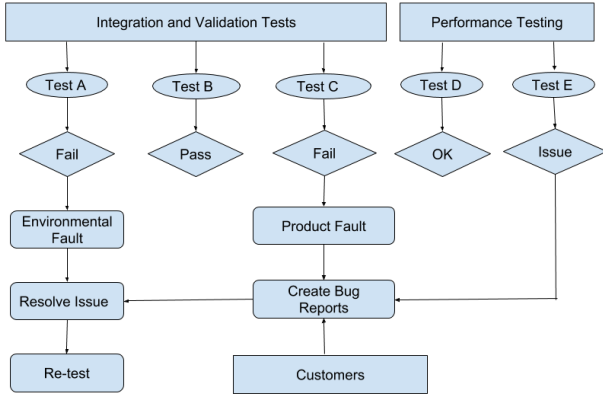 Integration and Validation Tests
Performance Testing
Test A
Test B
Test C
Test D
Test E
Fail
Pass
Fail
OK
Issue
Environmental
Fault
Product Fault
Resolve Issue
Create Bug
Reports
Re-test
Customers